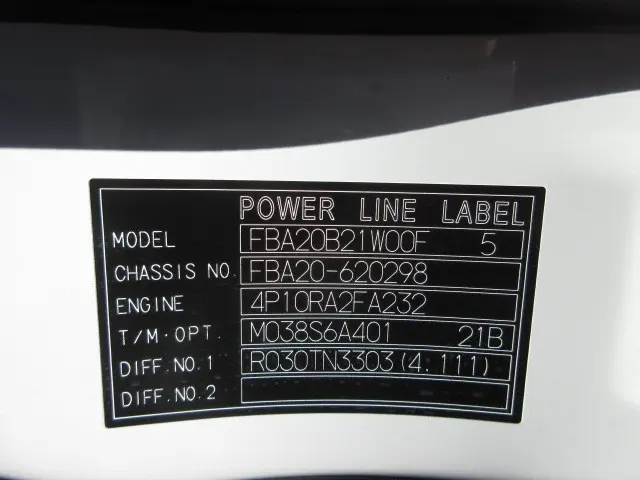 POWER LINE LABEL
MODEL FBA20B21W00F 5
CHASSIS NO. FBA20-620298
ENGINE 4P10RA2FA232
T/M·OPT. M038S6A401 21B
DIFF.NO.1 R030TN3303(4.111)
DIFF.NO.2